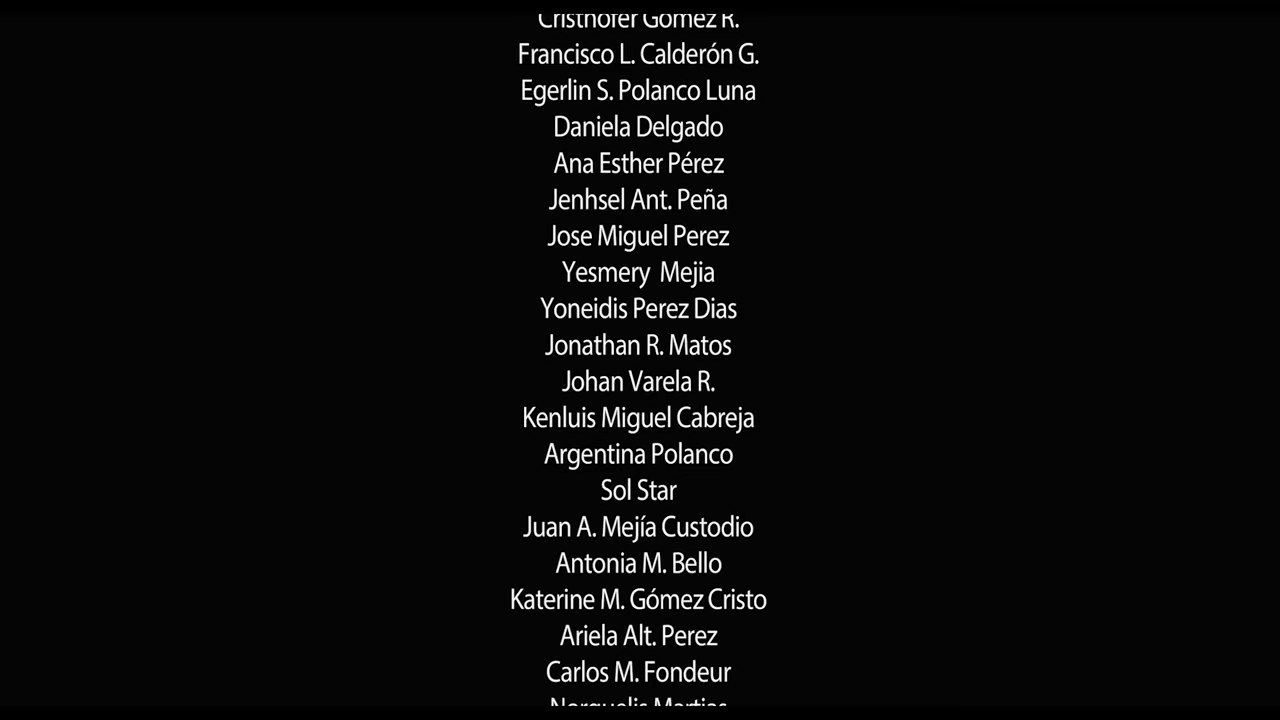 Cristhofer Gómez R.
Francisco L. Calderón G.
Egerlin S. Polanco Luna
Daniela Delgado
Ana Esther Pérez
Jenhsel Ant. Peña
Jose Miguel Perez
Yesmery  Mejia
Yoneidis Perez Dias
Jonathan R. Matos
Johan Varela R.
Kenluis Miguel Cabreja
Argentina Polanco
Sol Star
Juan A. Mejía Custodio
Antonia M. Bello
Katerine M. Gómez Cristo
Ariela Alt. Perez
Carlos M. Fondeur